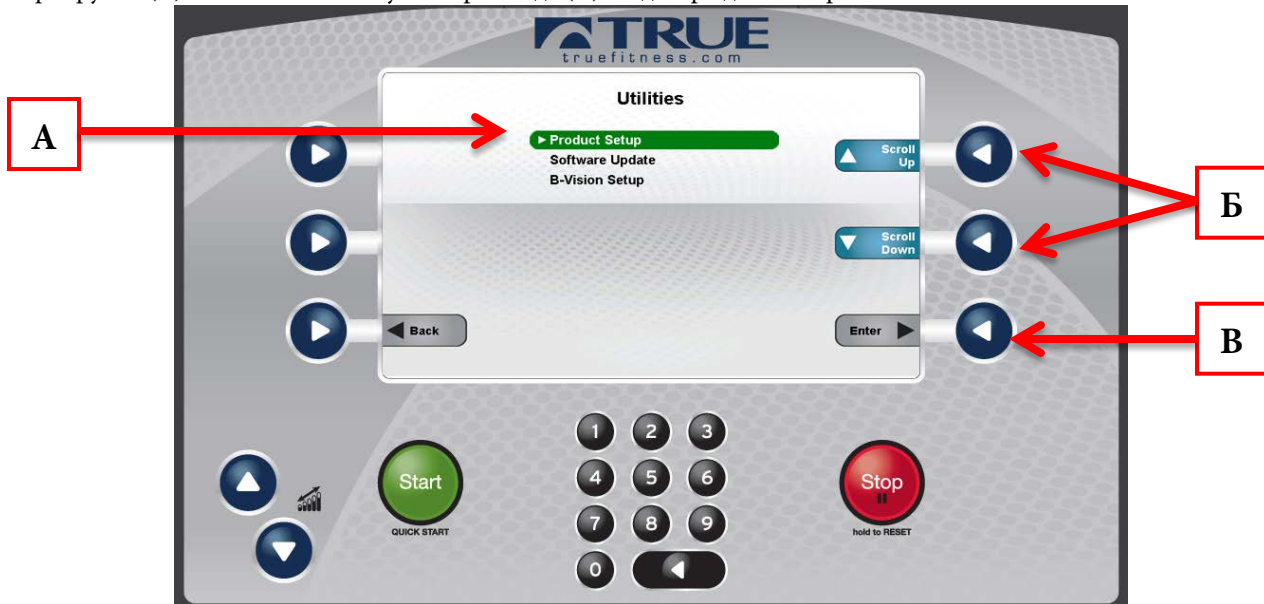 TRUE
truefitness.com
Utilities
Product Setup
Software Update
B-Vision Setup
Scroll Up
Scroll Down
Back
Enter
А
Б
В
1 2 3
4 5 6
7 8 9
0
Start
QUICK START
Stop
hold to RESET